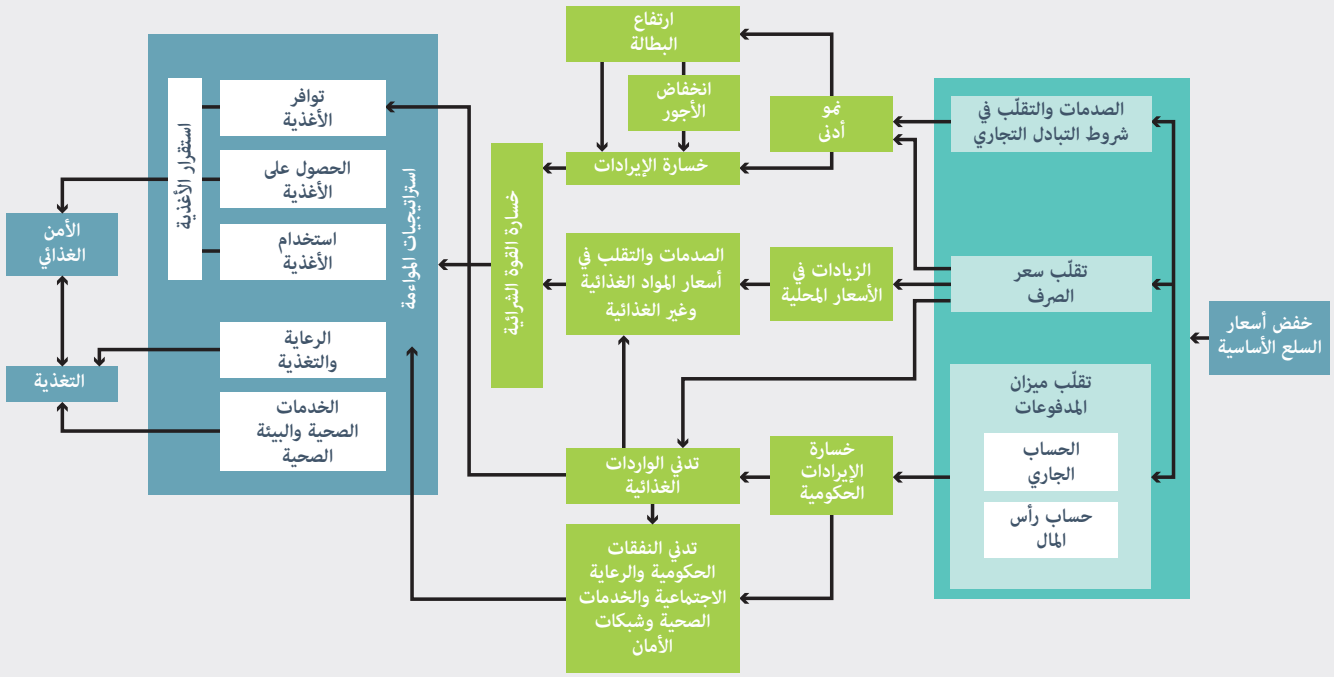 خفض أسعار
السلع الأساسية
الصدمات والتقلّب في
شروط التبادل التجاري
تقلّب سعر
الصرف
تقلّب ميزان
المدفوعات
الحساب
الجاري
حساب رأس
المال
نمو
أدنى
الزيادات في
الأسعار المحلية
خسارة
الإيرادات
الحكومية
ارتفاع
البطالة
انخفاض
الأجور
خسارة الإيرادات
الصدمات والتقلب في
أسعار المواد الغذائية
وغير الغذائية
تدني الواردات
الغذائية
تدني النفقات
الحكومية والرعاية
الاجتماعية والخدمات
الصحية وشبكات
الأمان
خسارة القوة الشرائية
استراتيجيات المواءمة
توافر
الأغذية
الحصول على
الأغذية
استخدام
الأغذية
استقرار الأغذية
الرعاية
والتغذية
الخدمات
الصحية والبيئة
الصحية
الأمن
الغذائي
التغذية